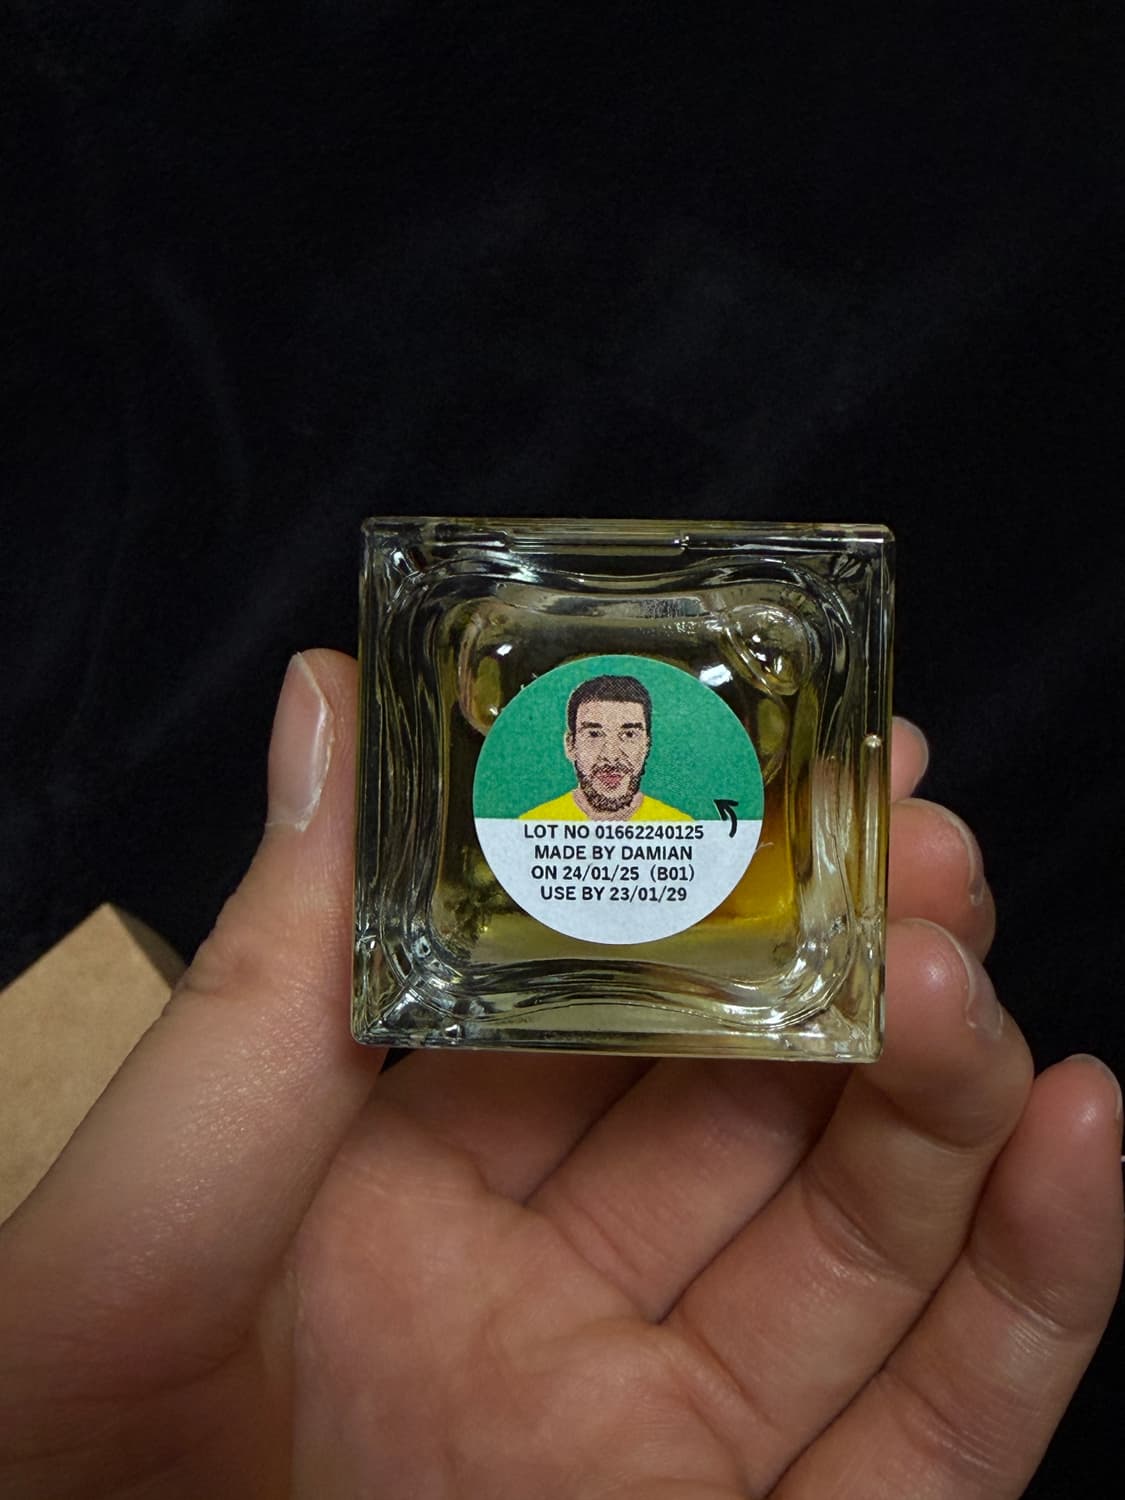 LOT NO 01662240125
MADE BY DAMIAN
ON 24/01/25 (B01)
USE BY 23/01/29